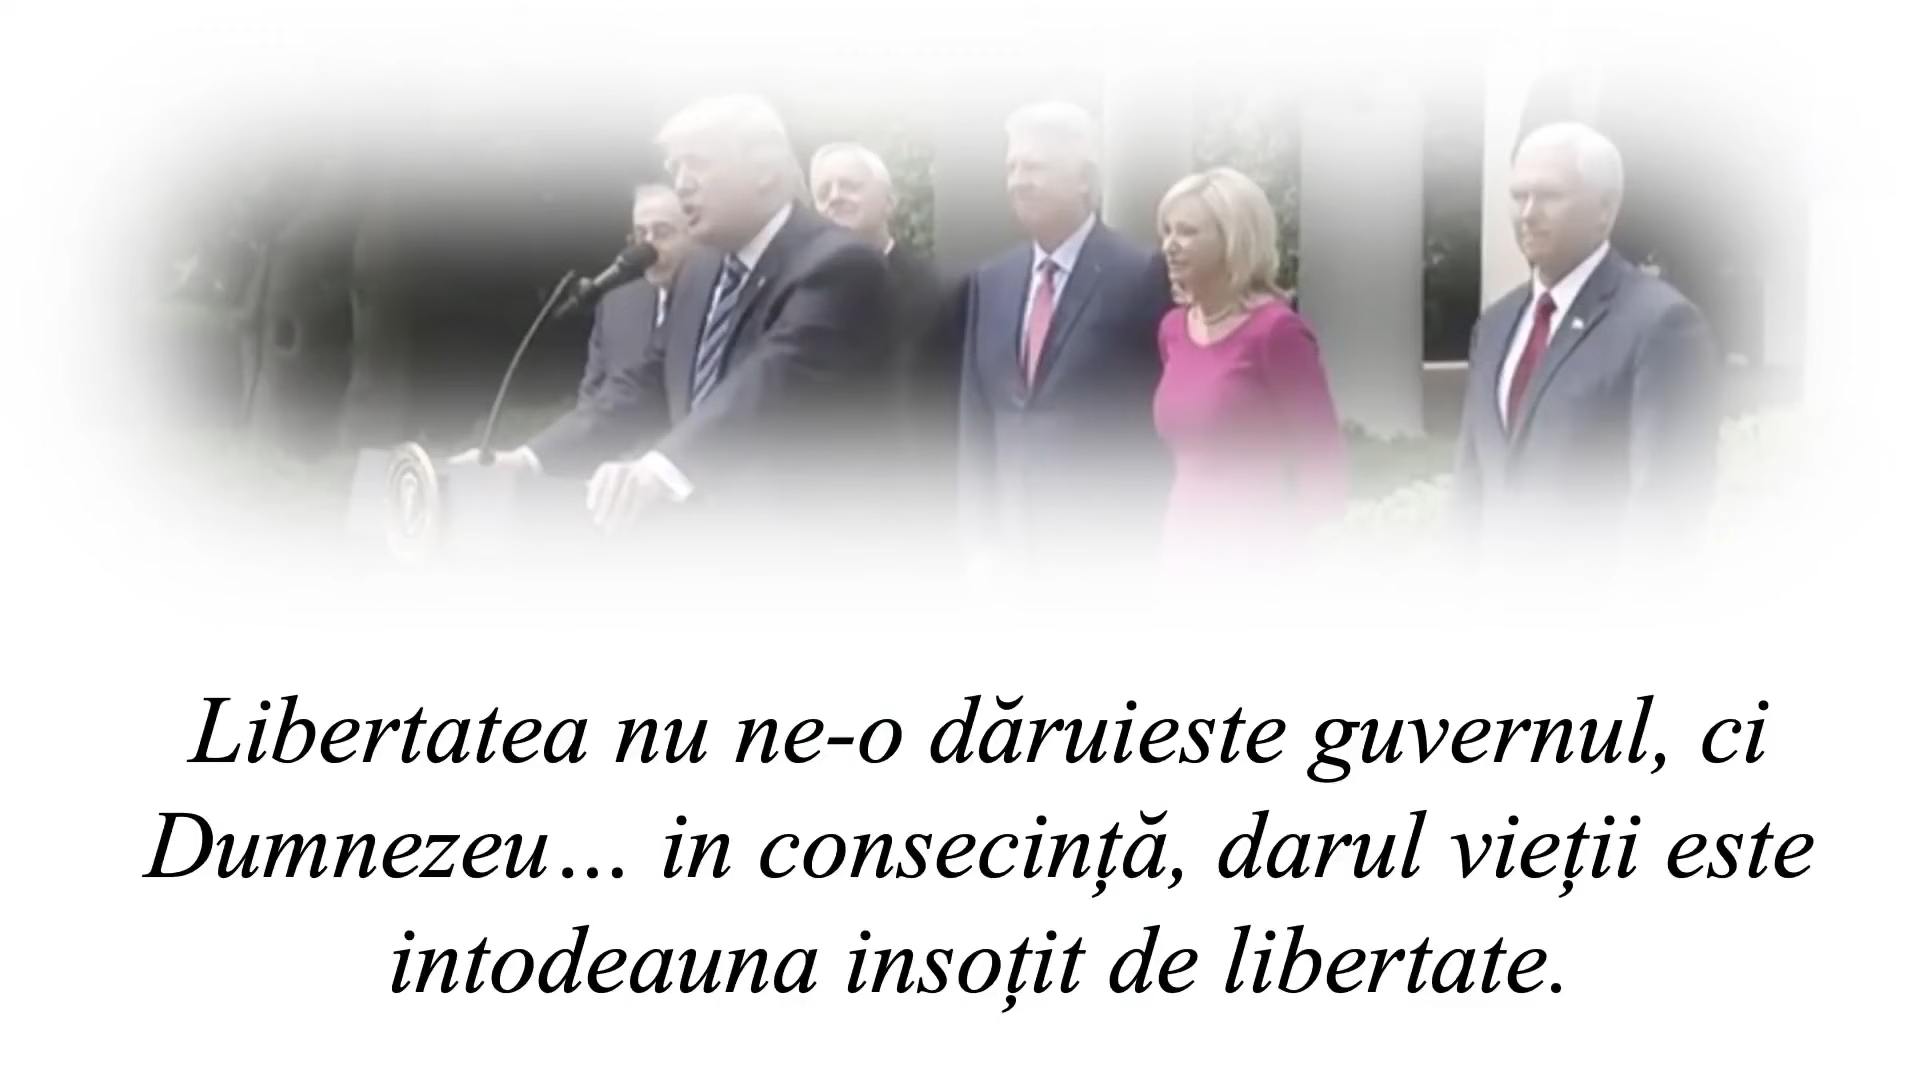 Libertatea nu ne-o dăruieste guvernul, ci
Dumnezeu... in consecință, darul vieții este
intodeauna insoțit de libertate.